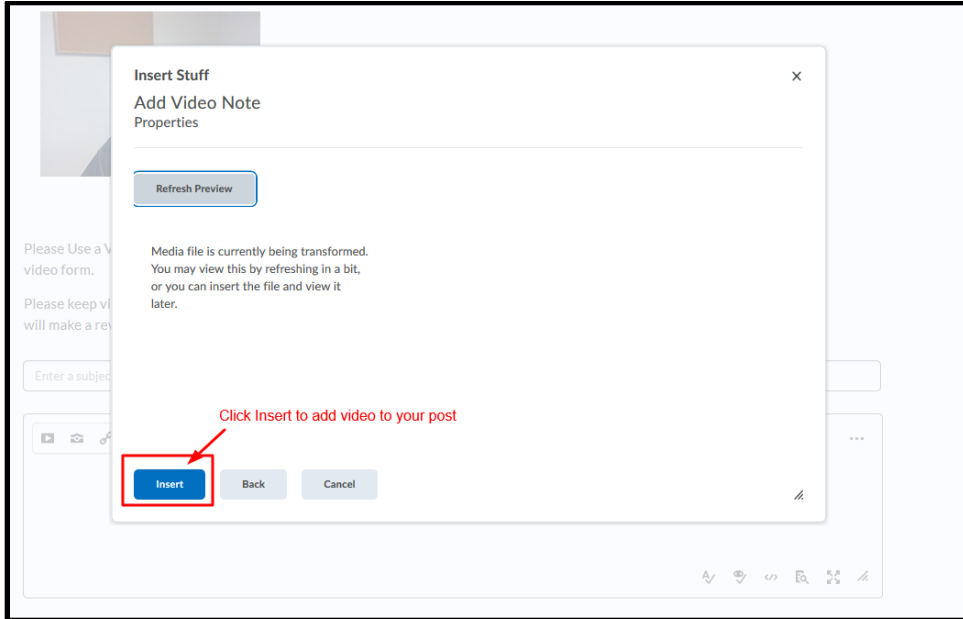 Insert Stuff
Add Video Note
Properties
Refresh Preview
Please Use a V
video form.
Please keep vi
will make a rev
Media file is currently being transformed.
You may view this by refreshing in a bit,
or you can insert the file and view it
later.
Enter a subjec
Click Insert to add video to your post
Insert Back Cancel